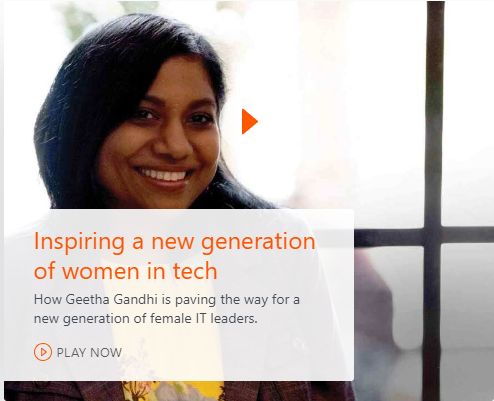 Inspiring a new generation
of women in tech
How Geetha Gandhi is paving the way for a
new generation of female IT leaders.
PLAY NOW